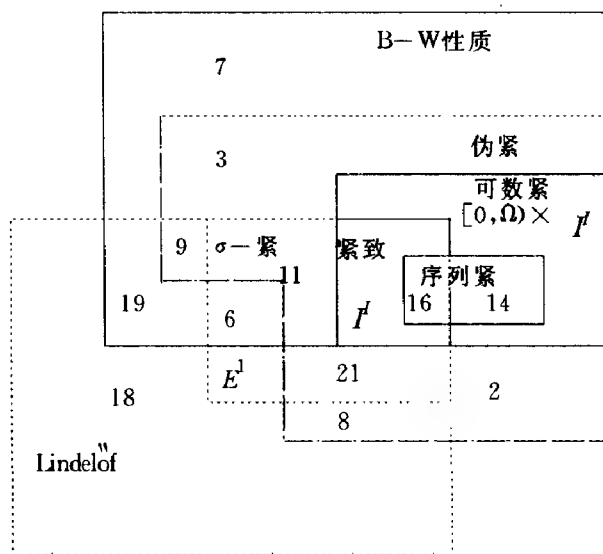 B－W性质
7
伪紧
3
可数紧
[0,Ω)× I^I
9 σ－紧 紧致
序列紧
11
19 6 I^I 16 14
E^1 21 2
18
8
Lindelöf